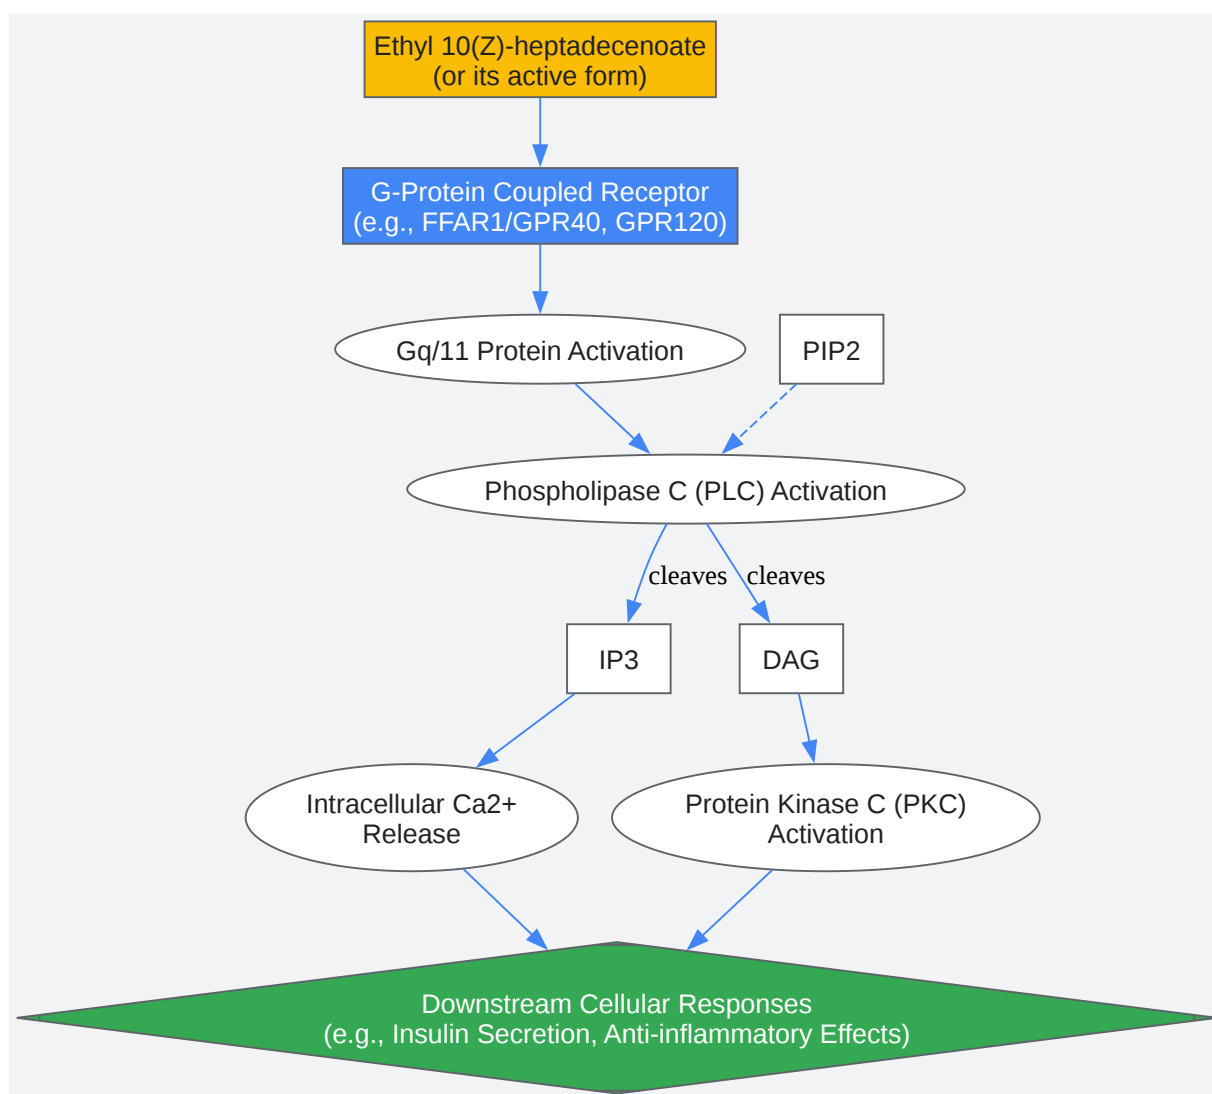 Ethyl 10(Z)-heptadecenoate
(or its active form)
G-Protein Coupled Receptor
(e.g., FFAR1/GPR40, GPR120)
Gq/11 Protein Activation
PIP2
Phospholipase C (PLC) Activation
cleaves
cleaves
IP3
DAG
Intracellular Ca2+
Release
Protein Kinase C (PKC)
Activation
Downstream Cellular Responses
(e.g., Insulin Secretion, Anti-inflammatory Effects)